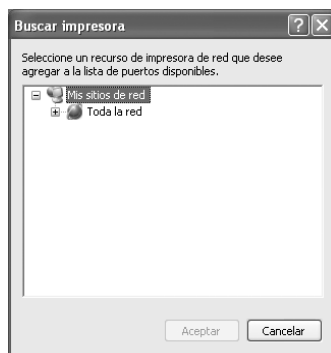 Buscar impresora
Seleccione un recurso de impresora de red que desee
agregar a la lista de puertos disponibles.
Mis sitios de red
Toda la red
Aceptar
Cancelar